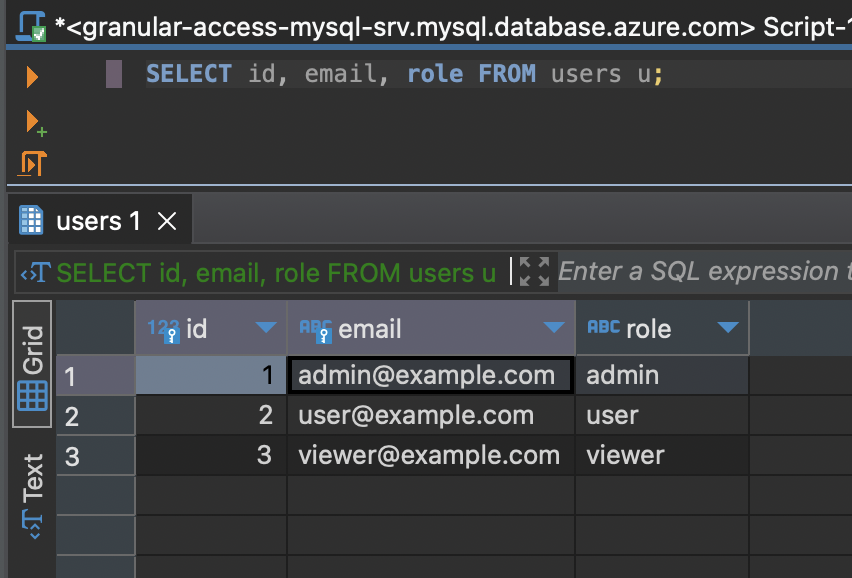 *<granular-access-mysql-srv.mysql.database.azure.com> Script-1
SELECT id, email, role FROM users u;
users 1
SELECT id, email, role FROM users u
Enter a SQL expression t
Grid
Text
123 id ABC email ABC role
1 1 admin@example.com admin
2 2 user@example.com user
3 3 viewer@example.com viewer